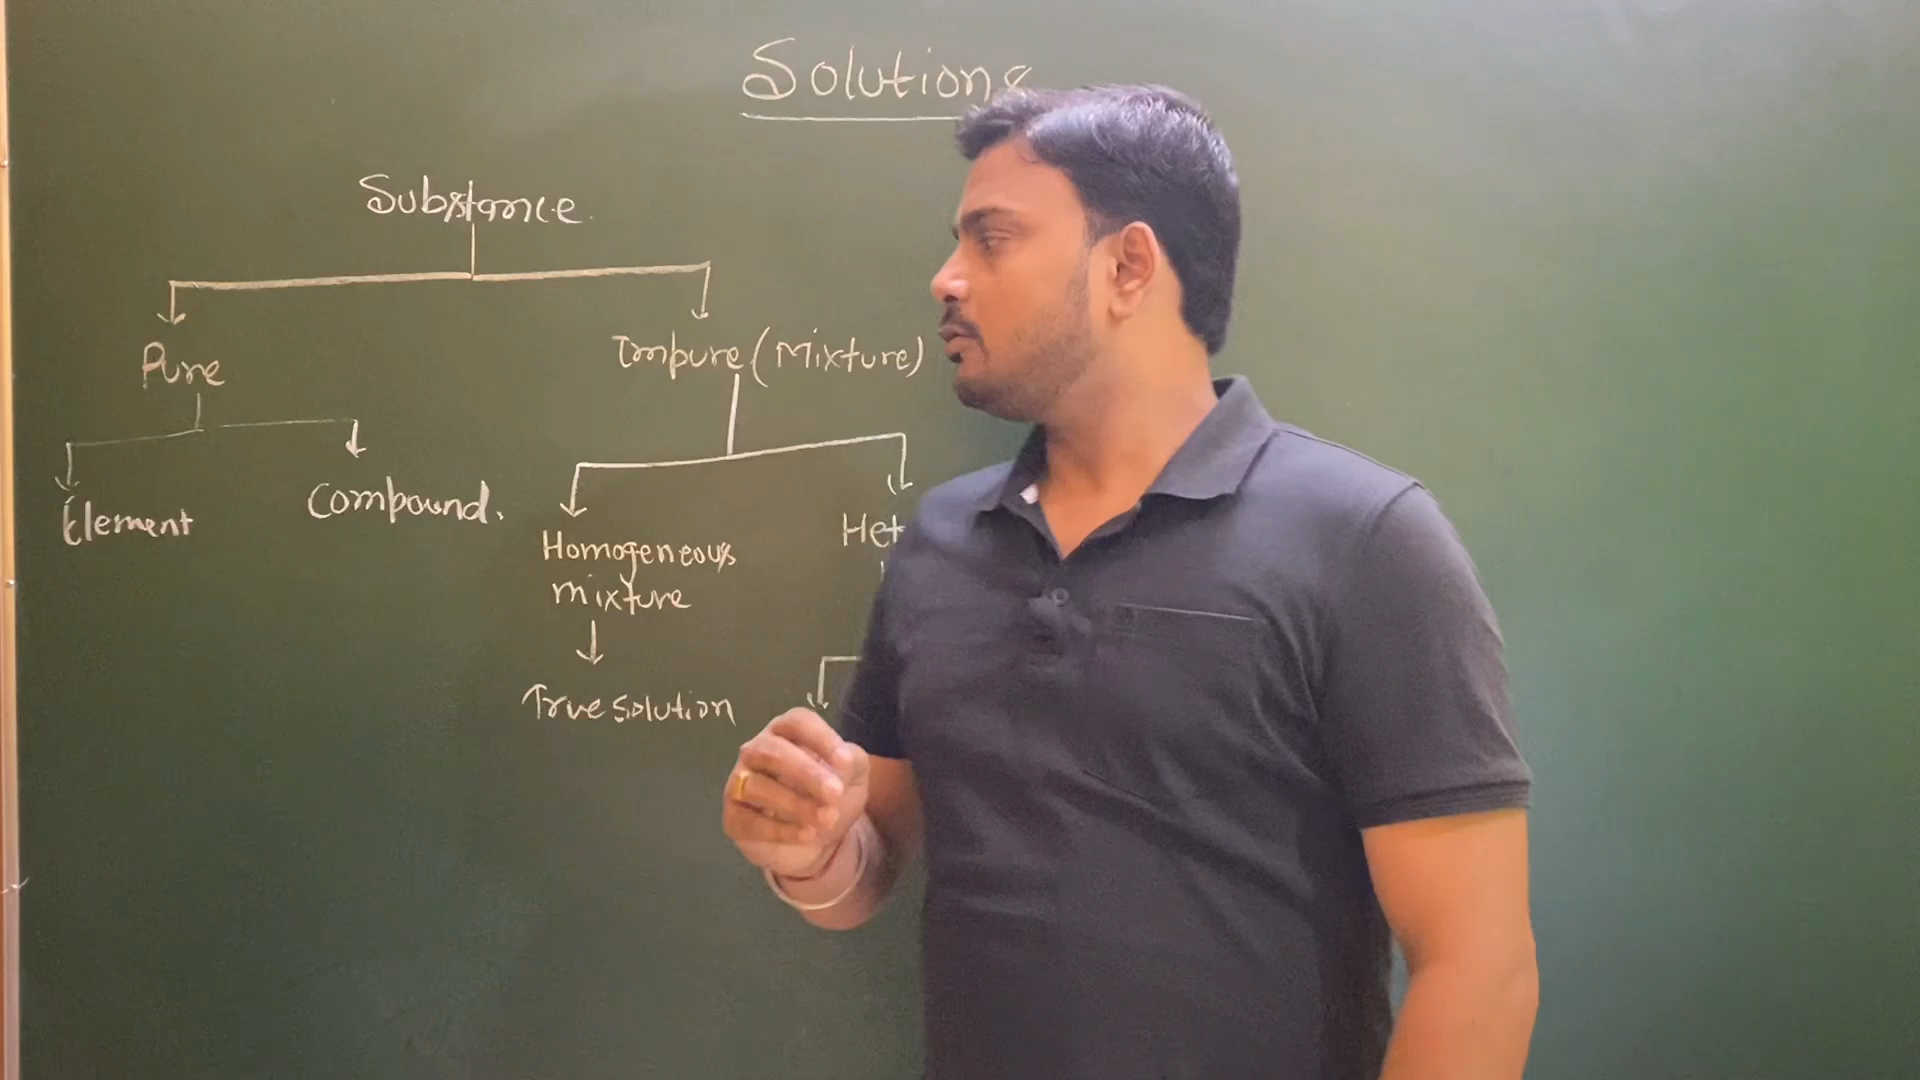 Solutions
Substance.
Pure
Impure (Mixture)
Element
Compound.
Homogeneous
mixture
Het
True solution